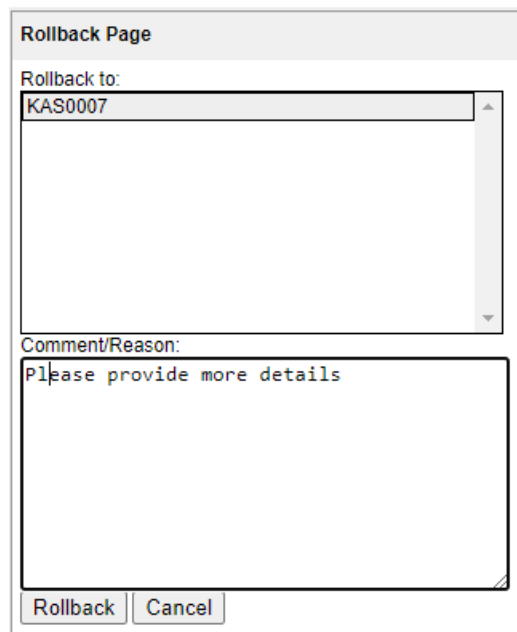 Rollback Page
Rollback to:
KAS0007
Comment/Reason:
Please provide more details
Rollback Cancel